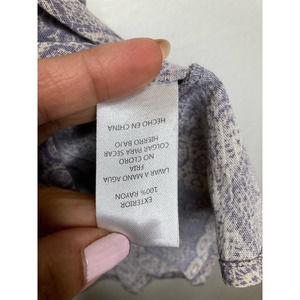 EXTERIOR
100% RAYON
LAVAR A MANO AGUA
FRIA
NO CLORO
COLGAR PARA SECAR
HIERRO BAJO
HECHO EN CHINA